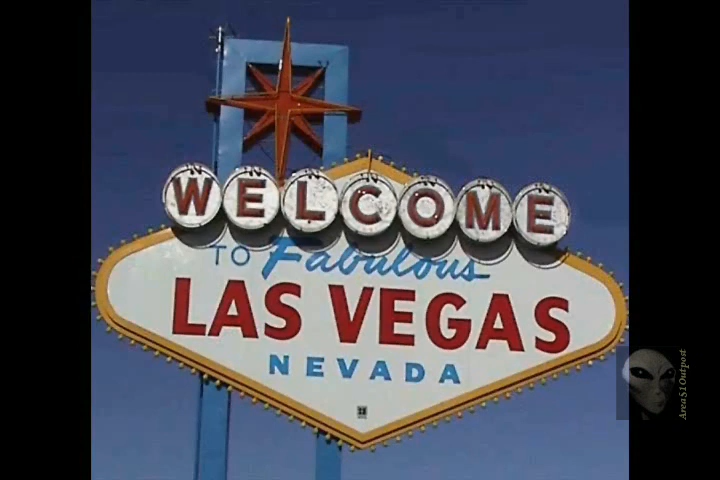 WELCOME
TO Fabulous
LAS VEGAS
NEVADA
Area51Outpost